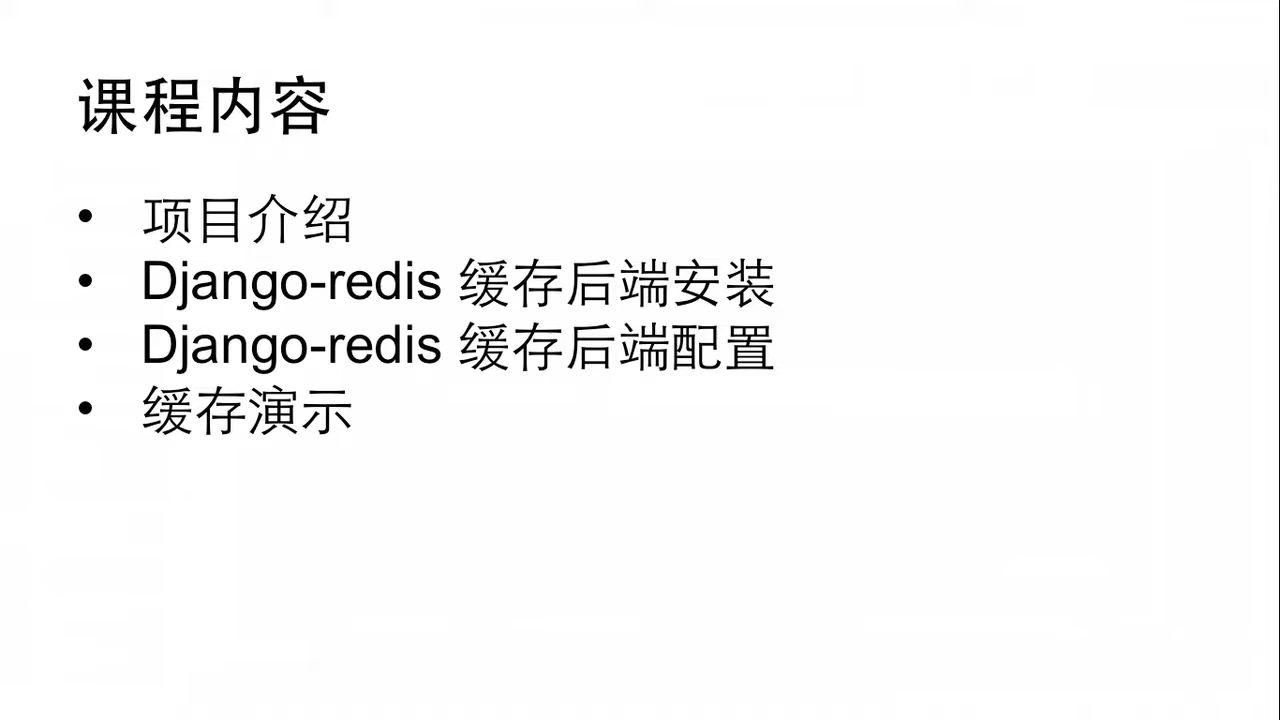 课程内容
• 项目介绍
• Django-redis 缓存后端安装
• Django-redis 缓存后端配置
• 缓存演示